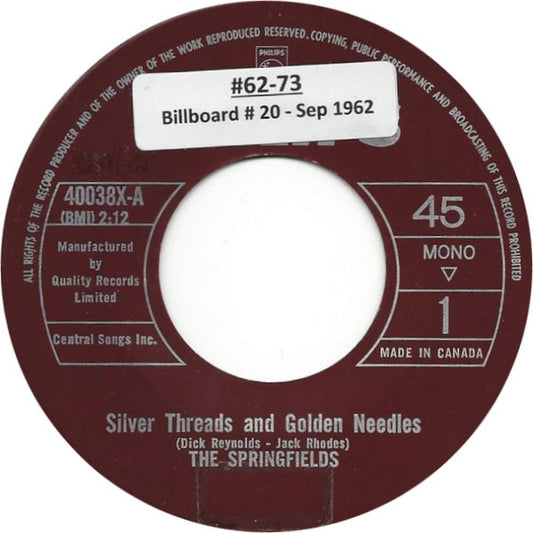 ALL RIGHTS OF THE RECORD PRODUCER AND OF THE OWNER OF THE WORK REPRODUCED RESERVED. COPYING, PUBLIC PERFORMANCE AND BROADCASTING OF THIS RECORD PROHIBITED
PHILIPS
#62-73
Billboard # 20 - Sep 1962
40038X-A
(BMI) 2:12
Manufactured
by
Quality Records
Limited
Central Songs Inc.
45
MONO
1
MADE IN CANADA
Silver Threads and Golden Needles
(Dick Reynolds - Jack Rhodes)
THE SPRINGFIELDS